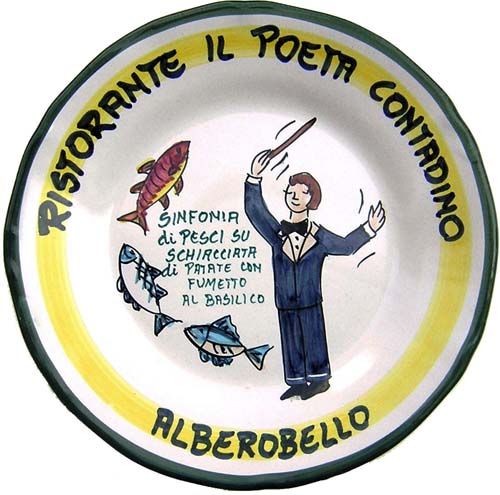 RISTORANTE IL POETA CONTADINO
SINFONIA
di PESCI SU
SCHIACCIATA
di PATATE CON
FUMETTO
AL BASILICO
ALBEROBELLO